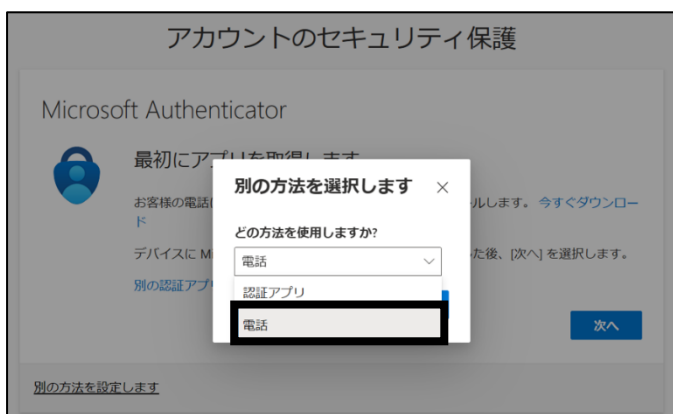 アカウントのセキュリティ保護
Microsoft Authenticator
最初にアプリを取得します
別の方法を選択します ×
お客様の電話に
ルします。 今すぐダウンロー
ド
どの方法を使用しますか?
デバイスに Mi
た後、[次へ] を選択します。
電話
別の認証アプ
認証アプリ
電話
次へ
別の方法を設定します